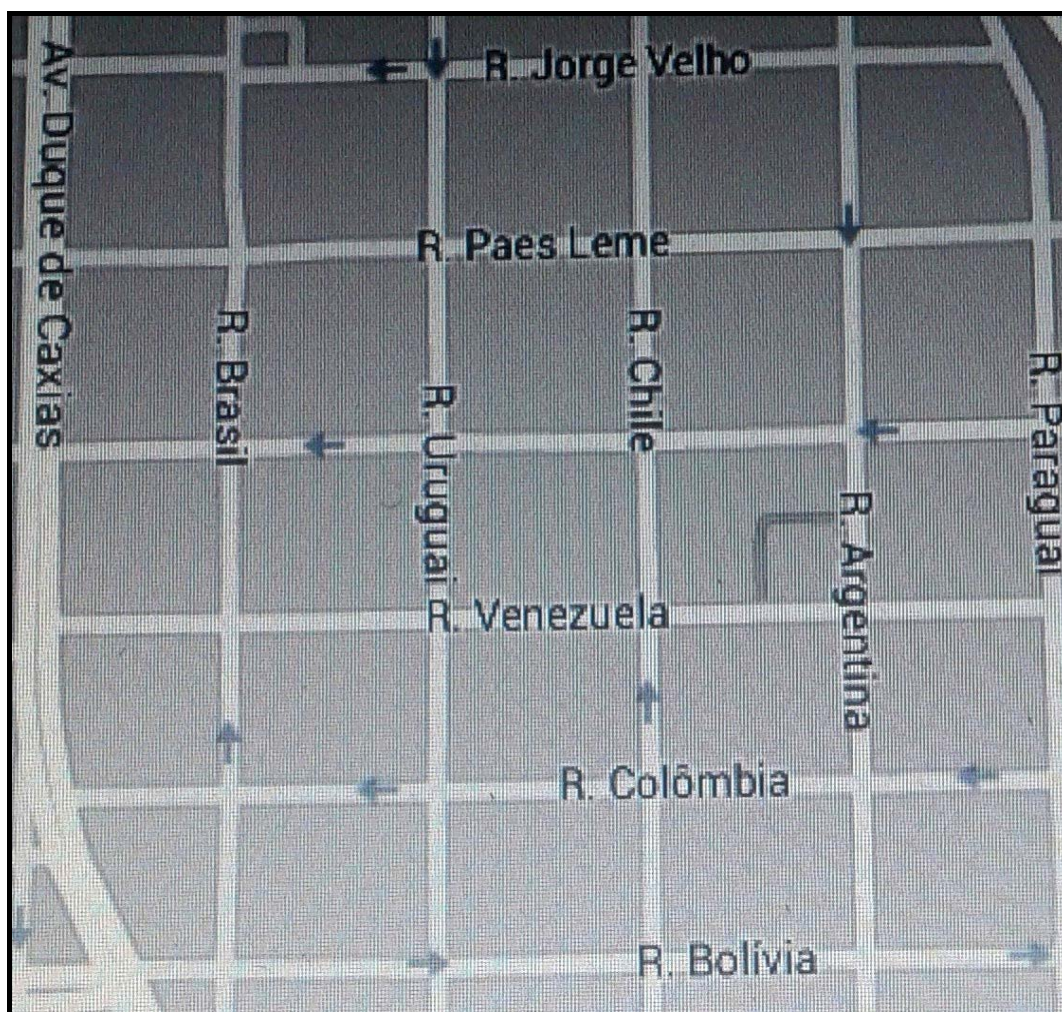 R. Jorge Velho
Av. Duque de Caxias
R. Paes Leme
R. Brasil
R. Chile
R. Uruguai
R. Paraguai
R. Argentina
R. Venezuela
R. Colômbia
R. Bolívia